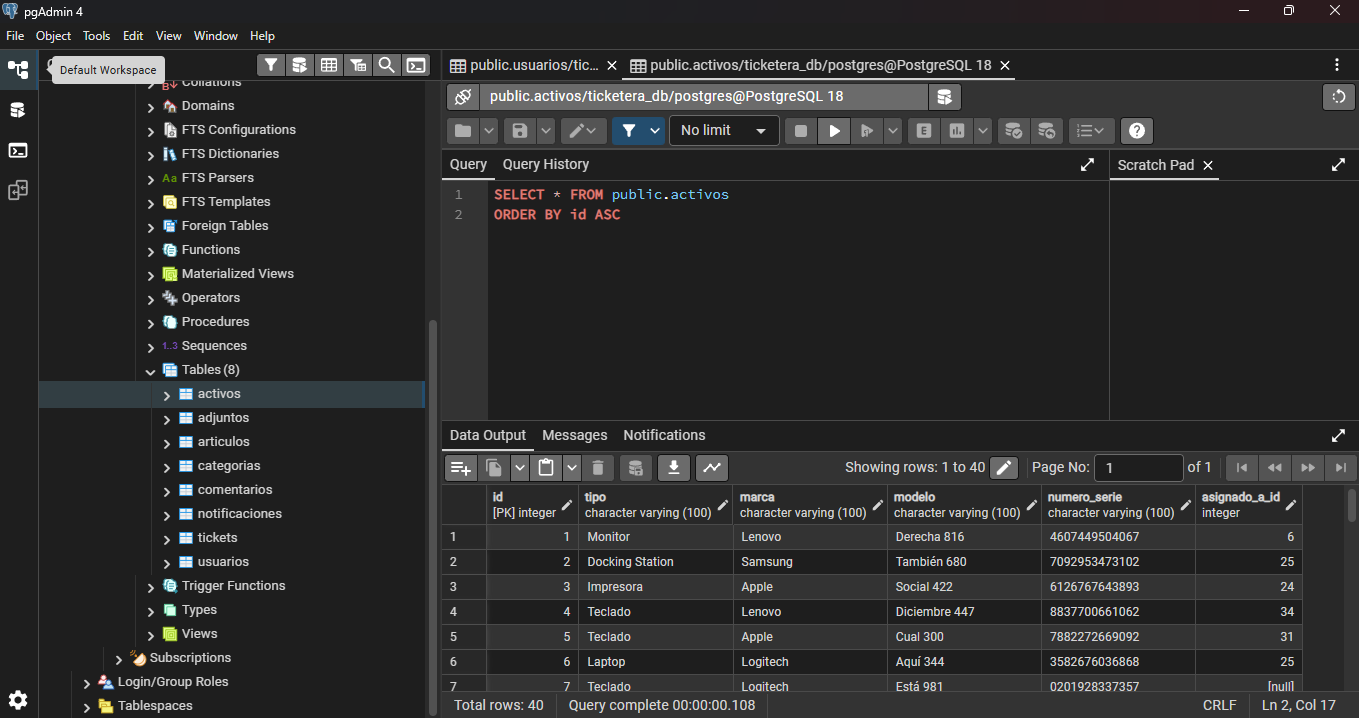 pgAdmin 4
File Object Tools Edit View Window Help
Default Workspace
Collations
Domains
FTS Configurations
FTS Dictionaries
Aa FTS Parsers
FTS Templates
Foreign Tables
Functions
Materialized Views
Operators
Procedures
1..3 Sequences
Tables (8)
activos
adjuntos
articulos
categorias
comentarios
notificaciones
tickets
usuarios
Trigger Functions
Types
Views
Subscriptions
Login/Group Roles
Tablespaces
public.usuarios/tic... public.activos/ticketera_db/postgres@PostgreSQL 18
public.activos/ticketera_db/postgres@PostgreSQL 18
No limit
E
Query Query History
Scratch Pad
1 SELECT * FROM public.activos
2 ORDER BY id ASC
Data Output Messages Notifications
Showing rows: 1 to 40 Page No: 1 of 1
id tipo marca modelo numero_serie asignado_a_id
[PK] integer character varying (100) character varying (100) character varying (100) character varying (100) integer
1 1 Monitor Lenovo Derecha 816 4607449504067 6
2 2 Docking Station Samsung También 680 7092953473102 25
3 3 Impresora Apple Social 422 6126767643893 24
4 4 Teclado Lenovo Diciembre 447 8837700661062 34
5 5 Teclado Apple Cual 300 7882272669092 31
6 6 Laptop Logitech Aquí 344 3582676036868 25
7 7 Teclado Logitech Está 981 0201928337357 [null]
Total rows: 40 Query complete 00:00:00.108 CRLF Ln 2, Col 17